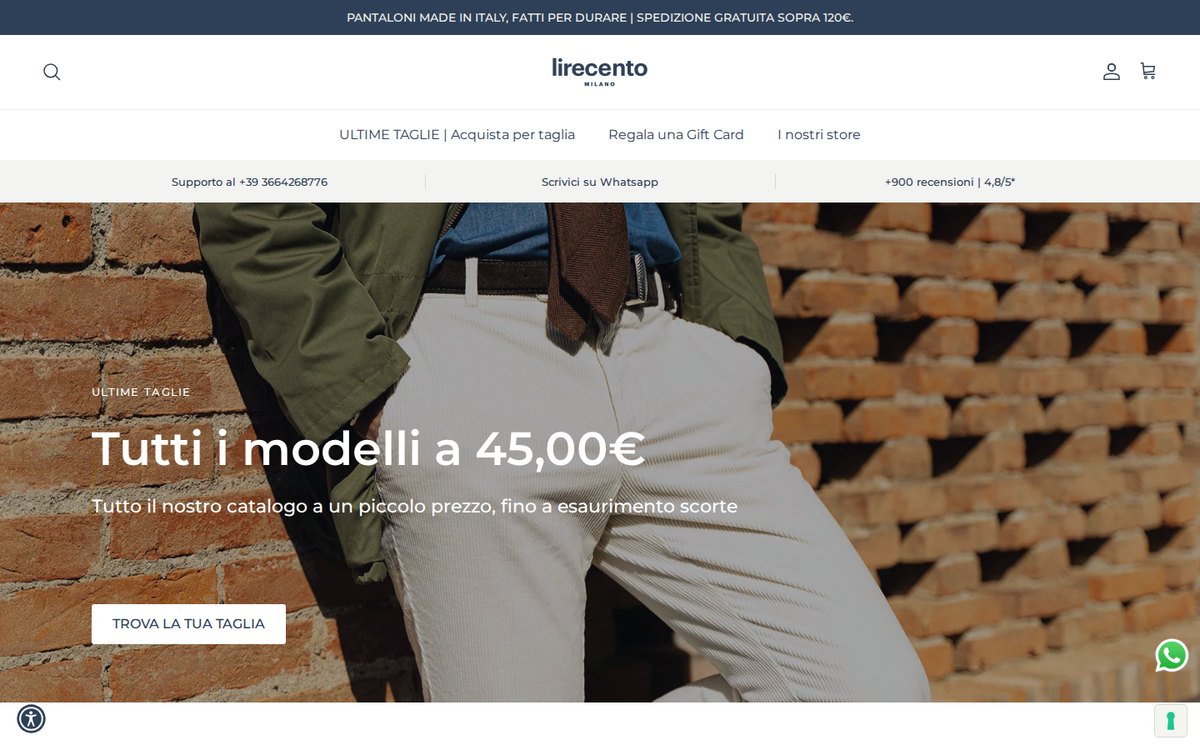 PANTALONI MADE IN ITALY, FATTI PER DURARE | SPEDIZIONE GRATUITA SOPRA 120€.
lirecento
MILANO
ULTIME TAGLIE | Acquista per taglia
Regala una Gift Card
I nostri store
Supporto al +39 3664268776
Scrivici su Whatsapp
+900 recensioni | 4,8/5*
ULTIME TAGLIE
Tutti i modelli a 45,00€
Tutto il nostro catalogo a un piccolo prezzo, fino a esaurimento scorte
TROVA LA TUA TAGLIA